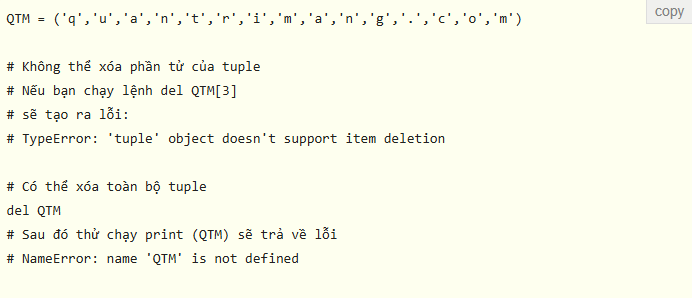 copy
QTM = ('q','u','a','n','t','r','i','m','a','n','g','.','c','o','m')
# Không thể xóa phần tử của tuple
# Nếu bạn chạy lệnh del QTM[3]
# sẽ tạo ra lỗi:
# TypeError: 'tuple' object doesn't support item deletion
# Có thể xóa toàn bộ tuple
del QTM
# Sau đó thử chạy print (QTM) sẽ trả về lỗi
# NameError: name 'QTM' is not defined